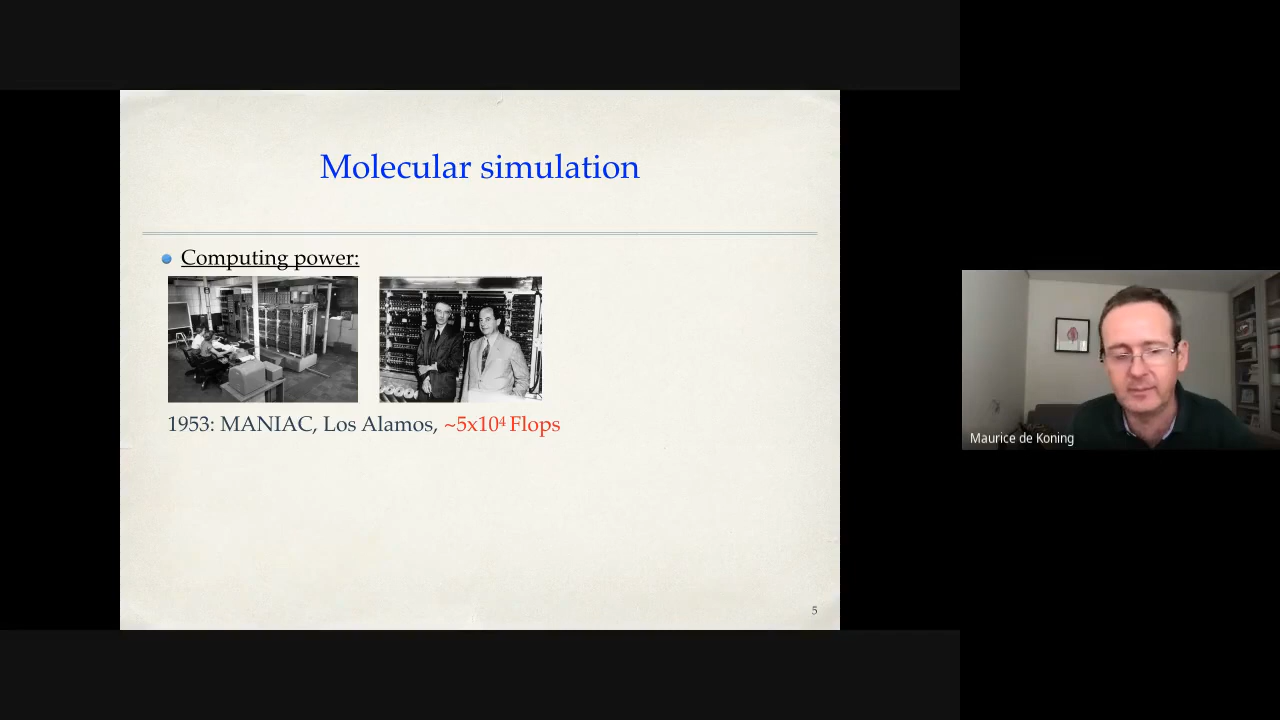 Molecular simulation
Computing power:
1953: MANIAC, Los Alamos, ~5x10⁴ Flops
5
Maurice de Koning